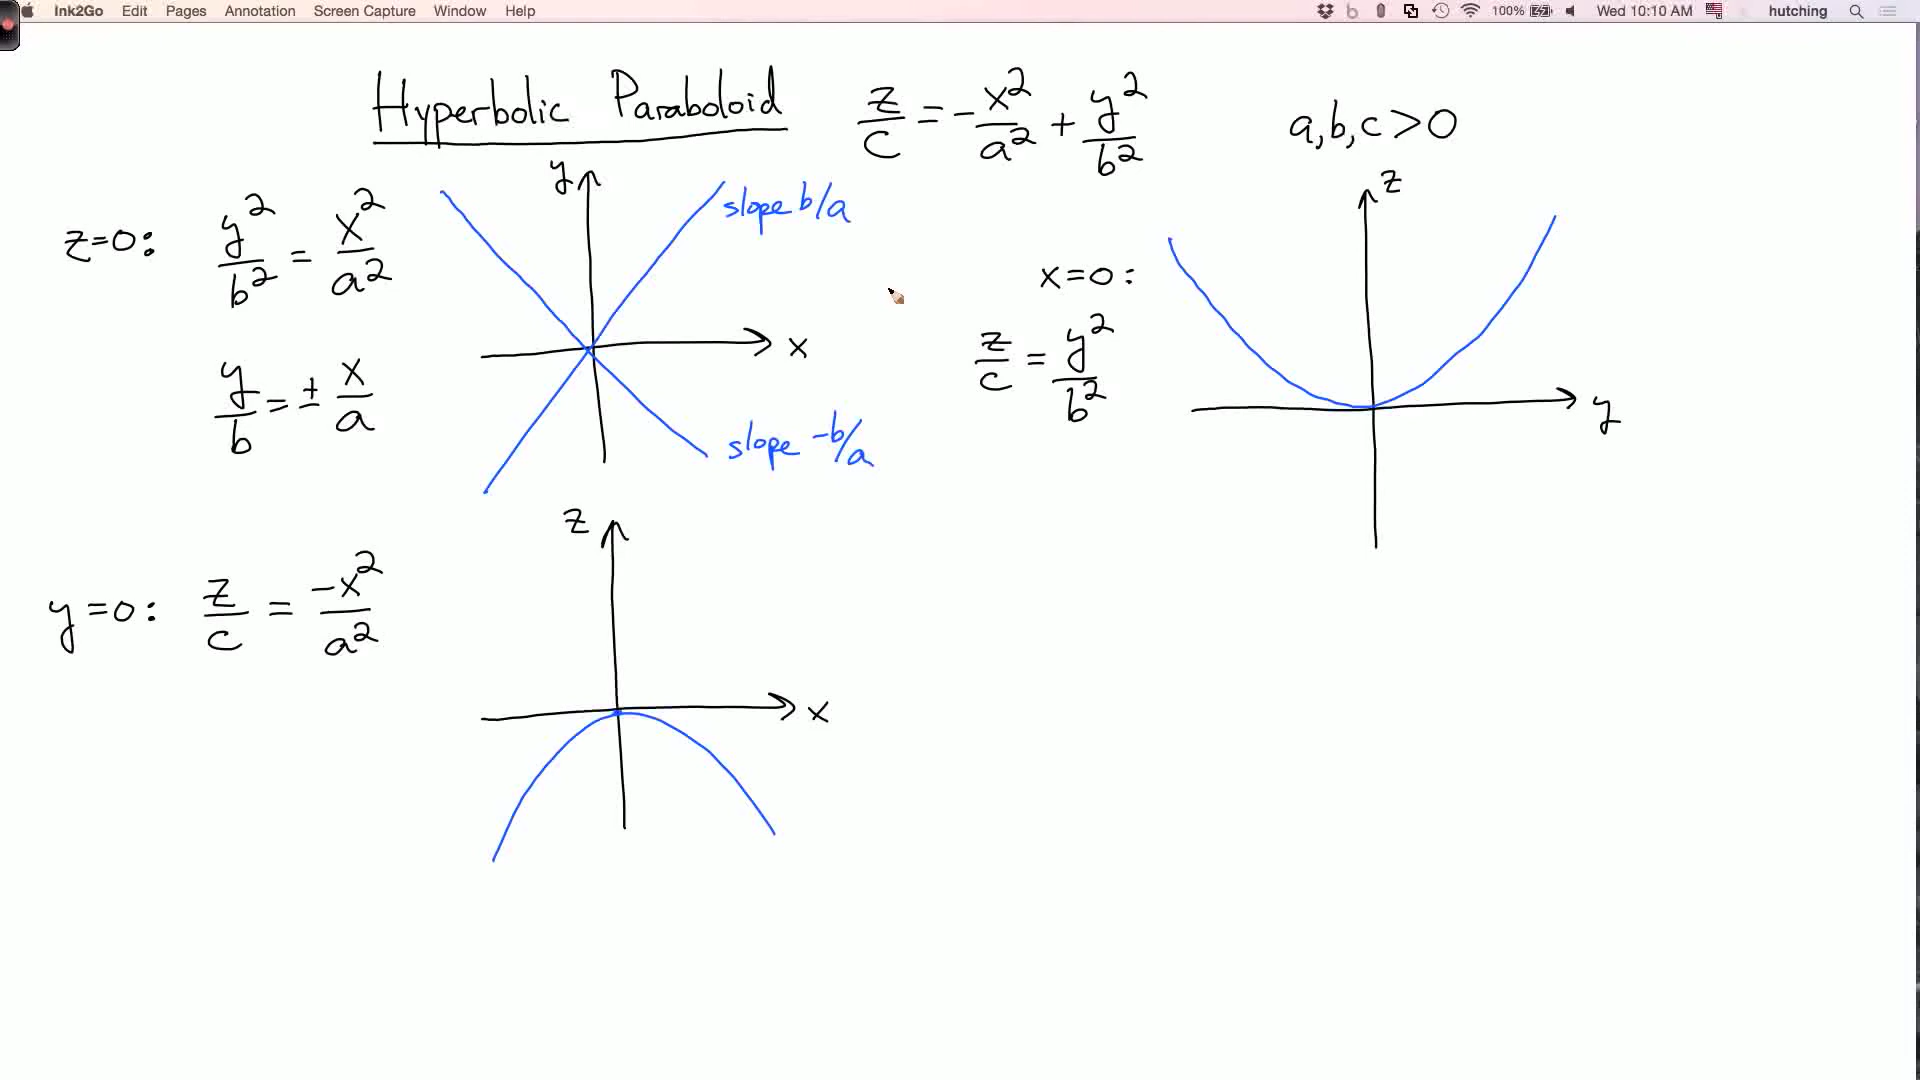 Ink2Go Edit Pages Annotation Screen Capture Window Help 100% Wed 10:10 AM hutching
Hyperbolic Paraboloid z/c = -x²/a² + y²/b² a,b,c>0
z=0: y²/b² = x²/a²
y/b = ± x/a
y
x
slope b/a
slope -b/a
x=0:
z/c = y²/b²
z
y
y=0: z/c = -x²/a²
z
x